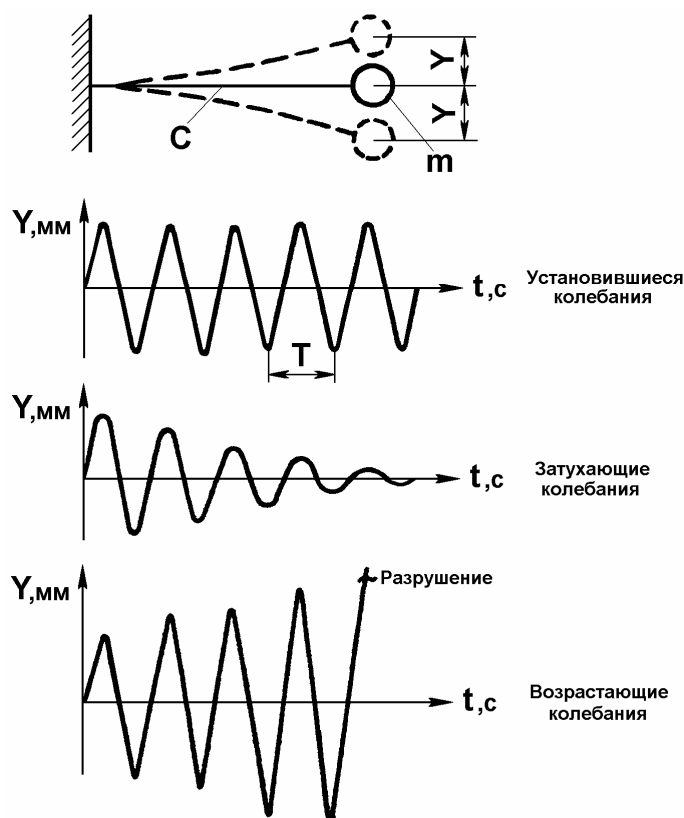 Y
Y
C
m
Y,мм
t,с
Установившиеся
колебания
T
Y,мм
t,с
Затухающие
колебания
Y,мм
Разрушение
t,с
Возрастающие
колебания